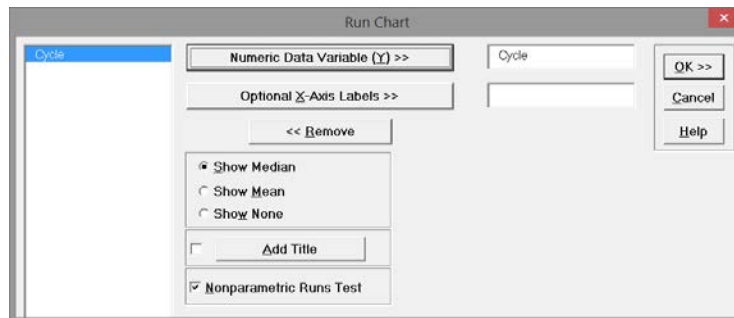 Run Chart
Cycle
Numeric Data Variable (Y) >>
Cycle
Optional X-Axis Labels >>
<< Remove
Show Median
Show Mean
Show None
Add Title
Nonparametric Runs Test
OK >>
Cancel
Help